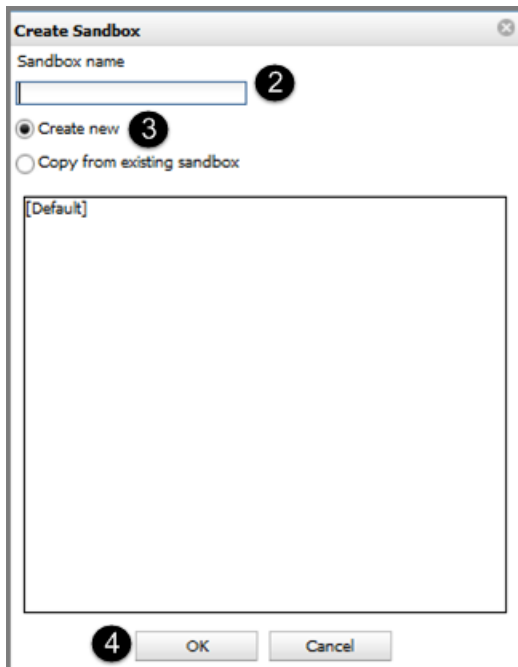 Create Sandbox
Sandbox name
2
Create new 3
Copy from existing sandbox
[Default]
4 OK Cancel